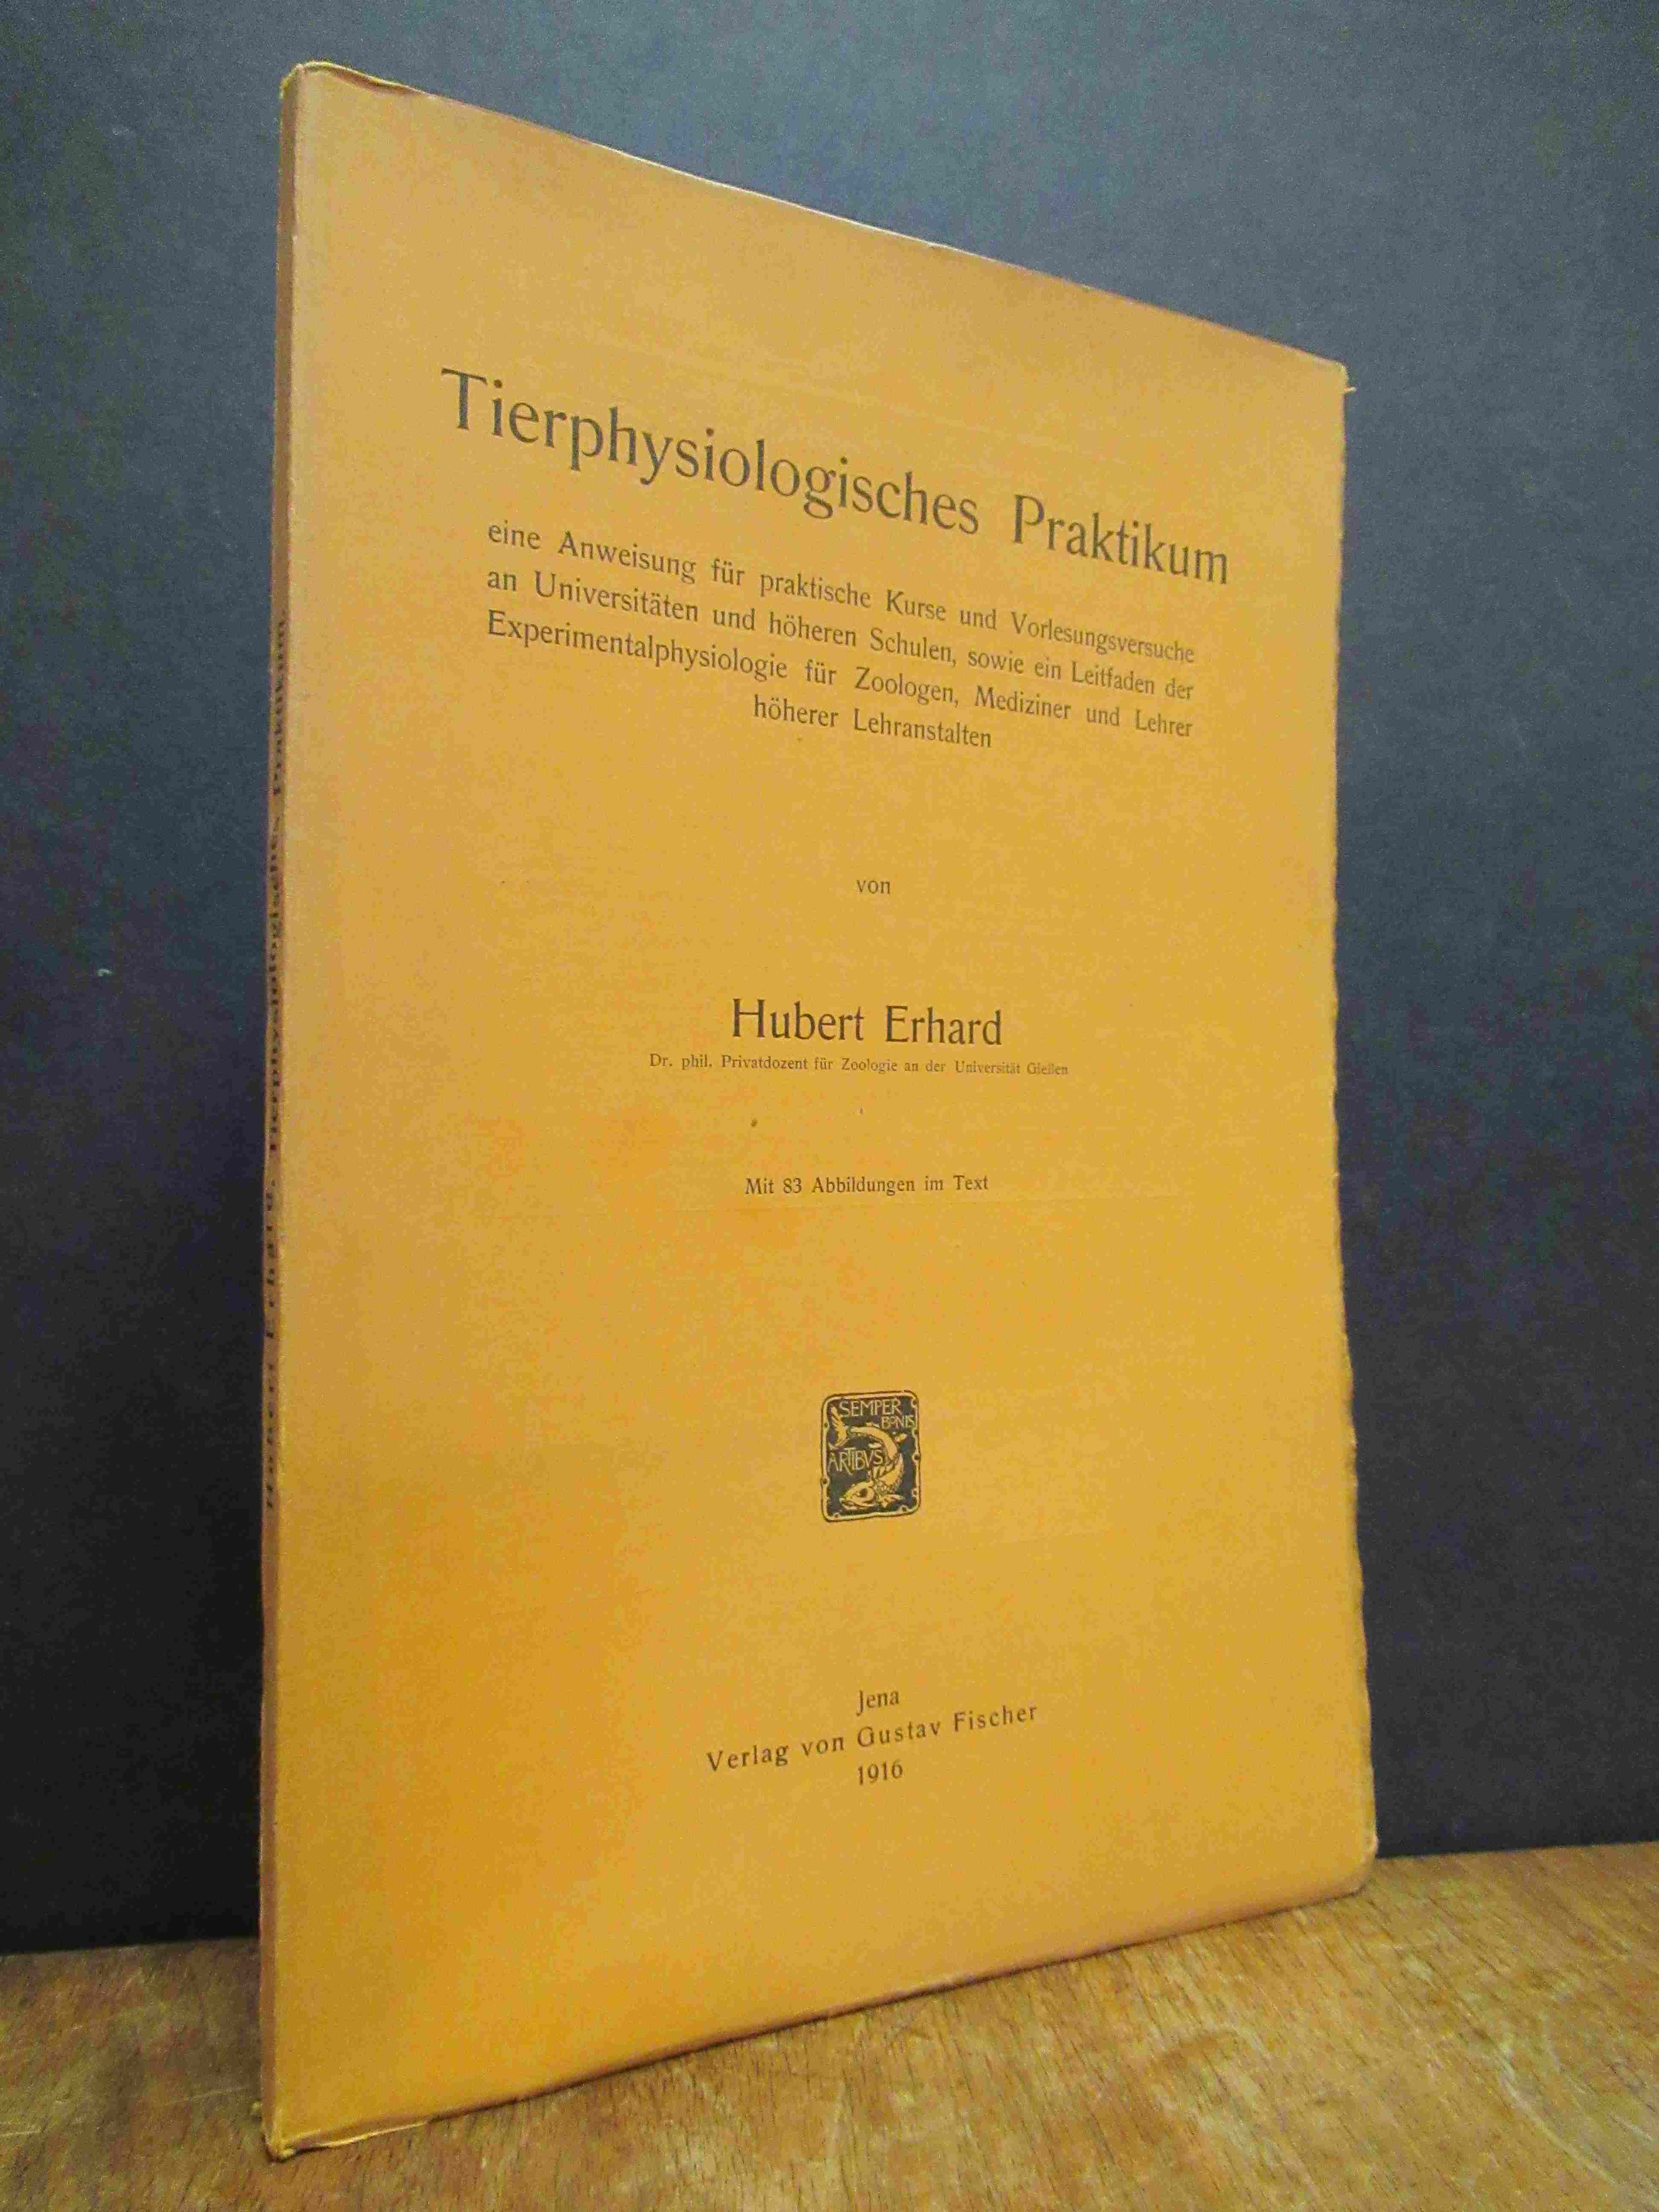 Tierphysiologisches Praktikum
eine Anweisung für praktische Kurse und Vorlesungsversuche
an Universitäten und höheren Schulen, sowie ein Leitfaden der
Experimentalphysiologie für Zoologen, Mediziner und Lehrer
höherer Lehranstalten
von
Hubert Erhard
Dr. phil. Privatdozent für Zoologie an der Universität Gießen
Mit 83 Abbildungen im Text
SEMPER
BONIS
ARTIBVS
Jena
Verlag von Gustav Fischer
1916
Hubert Erhard, Tierphysiologisches Praktikum.